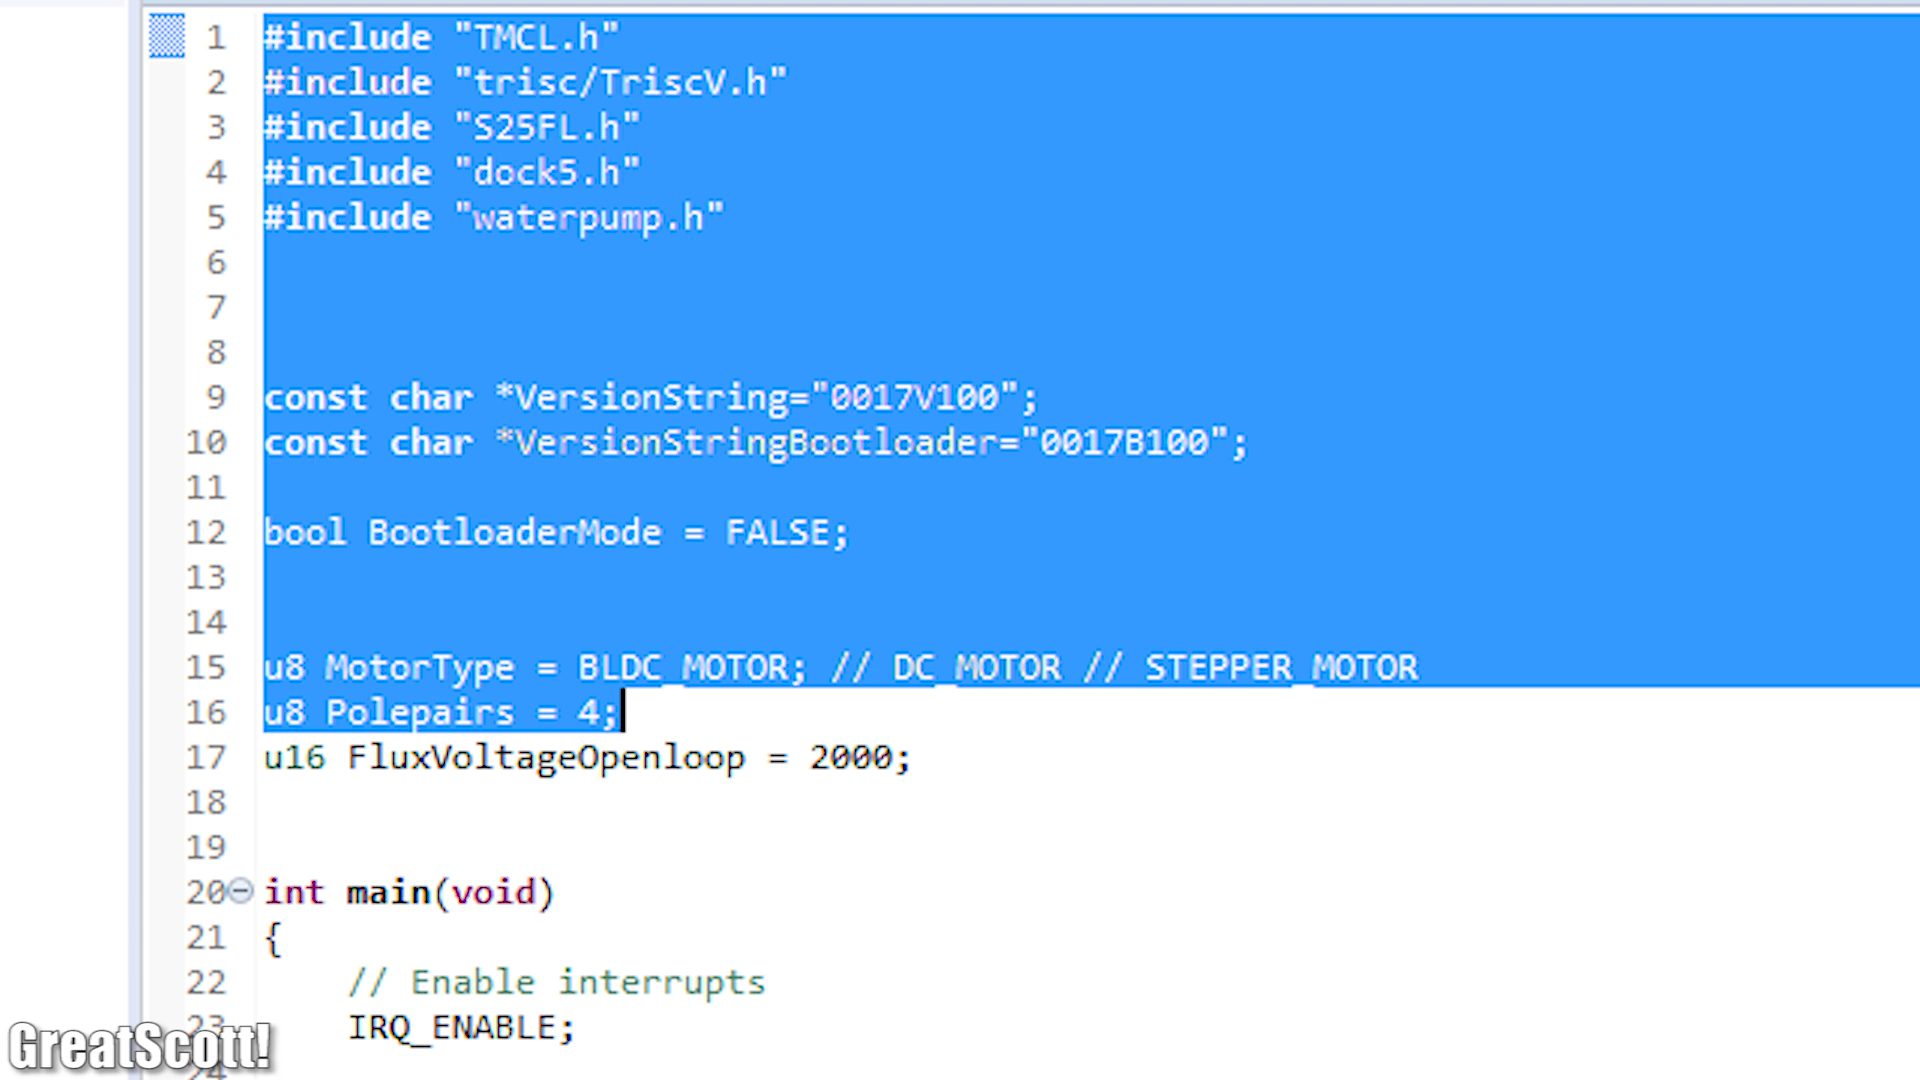 1 #include "TMCL.h"
2 #include "trisc/TriscV.h"
3 #include "S25FL.h"
4 #include "dock5.h"
5 #include "waterpump.h"
6
7
8
9 const char *VersionString="0017V100";
10 const char *VersionStringBootloader="0017B100";
11
12 bool BootloaderMode = FALSE;
13
14
15 u8 MotorType = BLDC_MOTOR; // DC_MOTOR // STEPPER_MOTOR
16 u8 Polepairs = 4;
17 u16 FluxVoltageOpenloop = 2000;
18
19
20 int main(void)
21 {
22 // Enable interrupts
23 IRQ_ENABLE;
24
GreatScott!